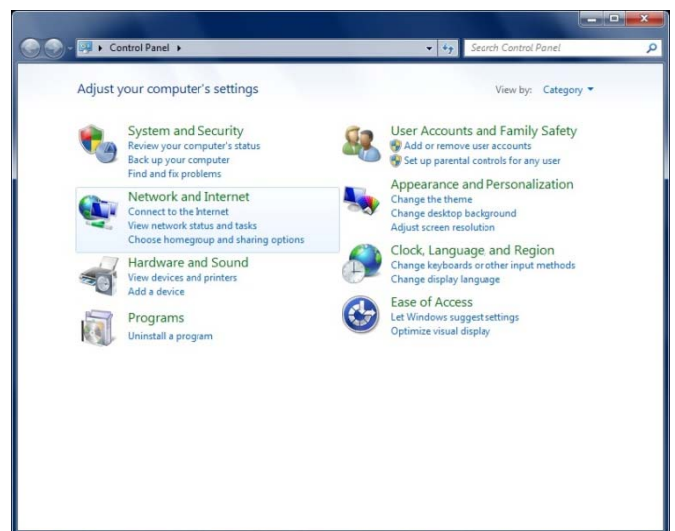 Control Panel
Search Control Panel
Adjust your computer's settings
View by: Category
System and Security
Review your computer's status
Back up your computer
Find and fix problems
Network and Internet
Connect to the Internet
View network status and tasks
Choose homegroup and sharing options
Hardware and Sound
View devices and printers
Add a device
Programs
Uninstall a program
User Accounts and Family Safety
Add or remove user accounts
Set up parental controls for any user
Appearance and Personalization
Change the theme
Change desktop background
Adjust screen resolution
Clock, Language, and Region
Change keyboards or other input methods
Change display language
Ease of Access
Let Windows suggest settings
Optimize visual display